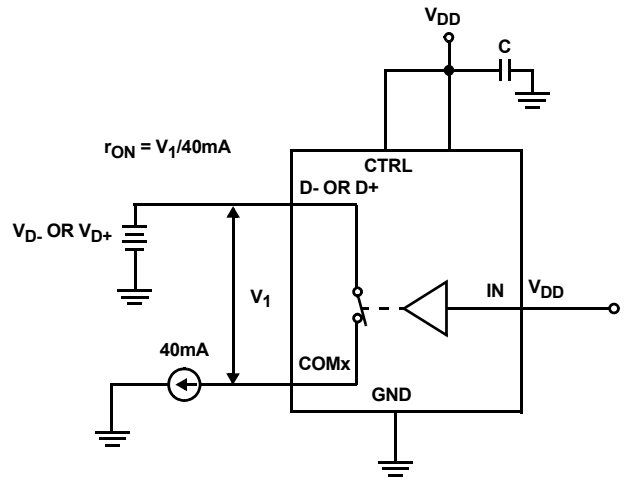 VDD
C
rON = V1/40mA
CTRL
D- OR D+
VD- OR VD+
V1
IN
VDD
40mA
COMx
GND